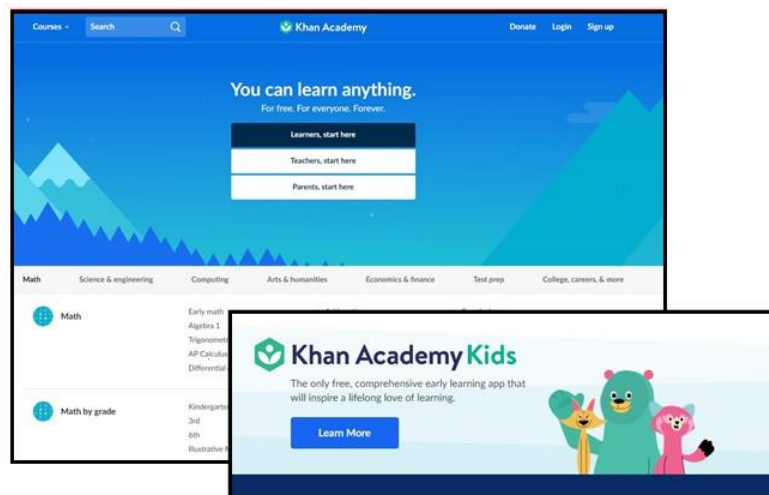 Courses Search Khan Academy Donate Login Sign up
You can learn anything.
For free. For everyone. Forever.
Learners, start here
Teachers, start here
Parents, start here
Math Science & engineering Computing Arts & humanities Economics & finance Test prep College, careers, & more
Math
Early math
Algebra 1
AP Calculus
Differential
Math by grade
3rd
6th
Khan Academy Kids
The only free, comprehensive early learning app that
will inspire a lifelong love of learning.
Learn More